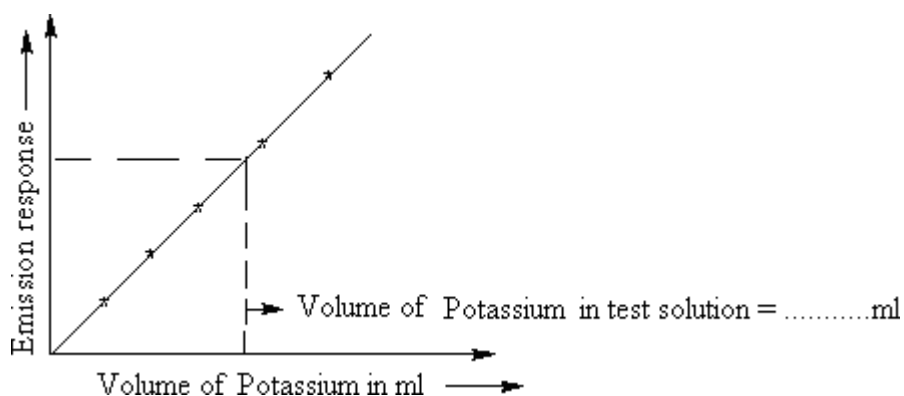 Emission response
Volume of Potassium in test solution = ...........ml
Volume of Potassium in ml